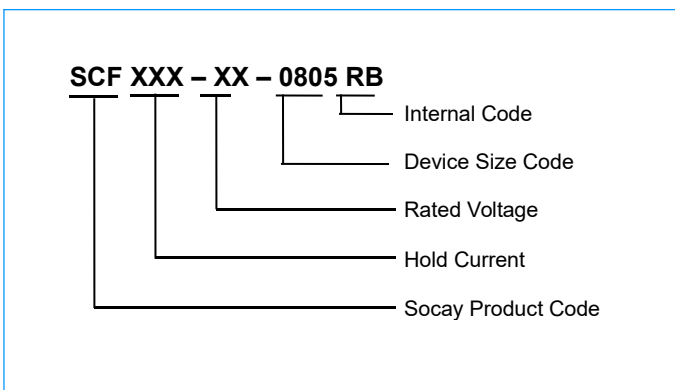 SCF XXX – XX – 0805 RB
Internal Code
Device Size Code
Rated Voltage
Hold Current
Socay Product Code